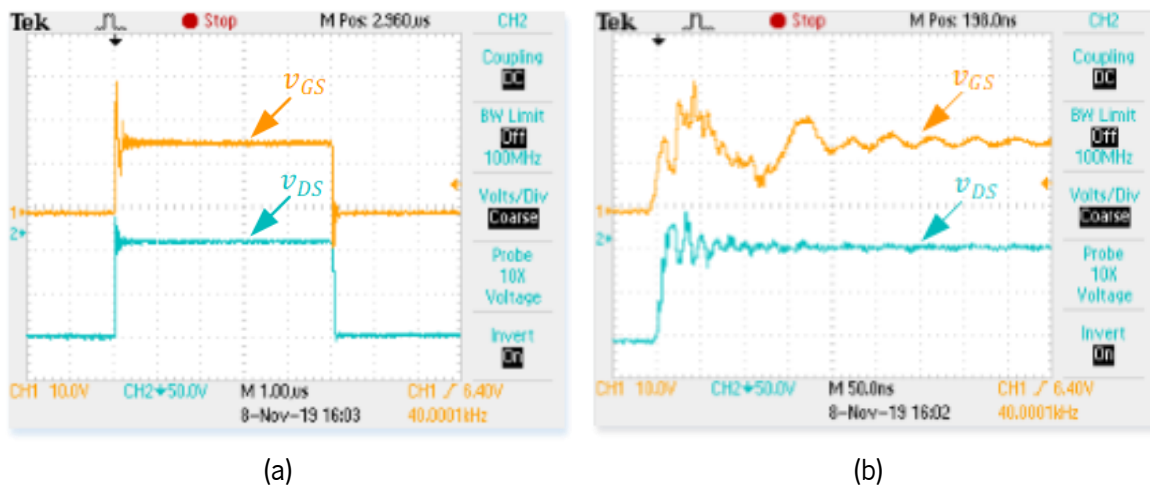 Tek Stop M Pos: 2.960us CH2
Coupling
DC
BW Limit
Off
100MHz
Volts/Div
Coarse
Probe
10X
Voltage
Invert
On
v_GS
v_DS
1
2
CH1 10.0V CH2 50.0V M 1.00us CH1 6.40V
8-Nov-19 16:03 40.0001kHz
(a)
Tek Stop M Pos: 198.0ns CH2
Coupling
DC
BW Limit
Off
100MHz
Volts/Div
Coarse
Probe
10X
Voltage
Invert
On
v_GS
v_DS
1
2
CH1 10.0V CH2 50.0V M 50.0ns CH1 6.40V
8-Nov-19 16:02 40.0001kHz
(b)